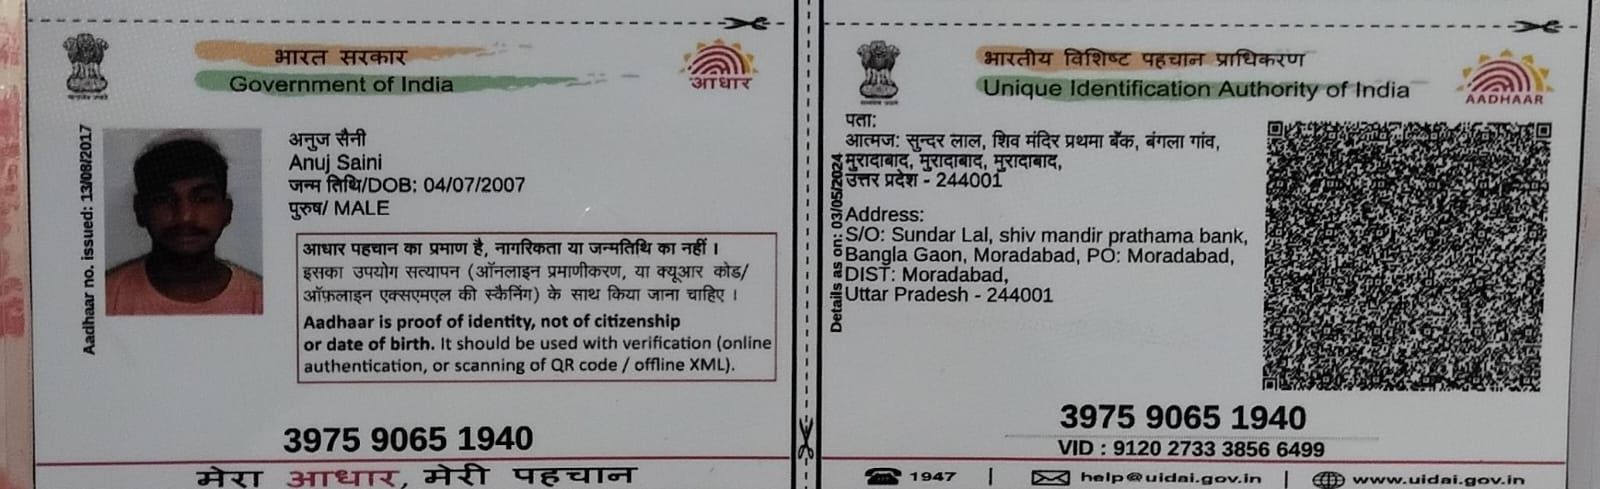 भारत सरकार
Government of India
आधार
Aadhaar no. issued: 13/08/2017
अनुज सैनी
Anuj Saini
जन्म तिथि/DOB: 04/07/2007
पुरुष/ MALE
आधार पहचान का प्रमाण है, नागरिकता या जन्मतिथि का नहीं ।
इसका उपयोग सत्यापन (ऑनलाइन प्रमाणीकरण, या क्यूआर कोड/
ऑफ़लाइन एक्सएमएल की स्कैनिंग) के साथ किया जाना चाहिए ।
Aadhaar is proof of identity, not of citizenship
or date of birth. It should be used with verification (online
authentication, or scanning of QR code / offline XML).
3975 9065 1940
मेरा आधार, मेरी पहचान
भारतीय विशिष्ट पहचान प्राधिकरण
Unique Identification Authority of India
AADHAAR
Details as on: 03/05/2024
पता:
आत्मज: सुन्दर लाल, शिव मंदिर प्रथमा बैंक, बंगला गांव,
मुरादाबाद, मुरादाबाद, मुरादाबाद,
उत्तर प्रदेश - 244001
Address:
S/O: Sundar Lal, shiv mandir prathama bank,
Bangla Gaon, Moradabad, PO: Moradabad,
DIST: Moradabad,
Uttar Pradesh - 244001
3975 9065 1940
VID : 9120 2733 3856 6499
1947 | help@uidai.gov.in | www.uidai.gov.in